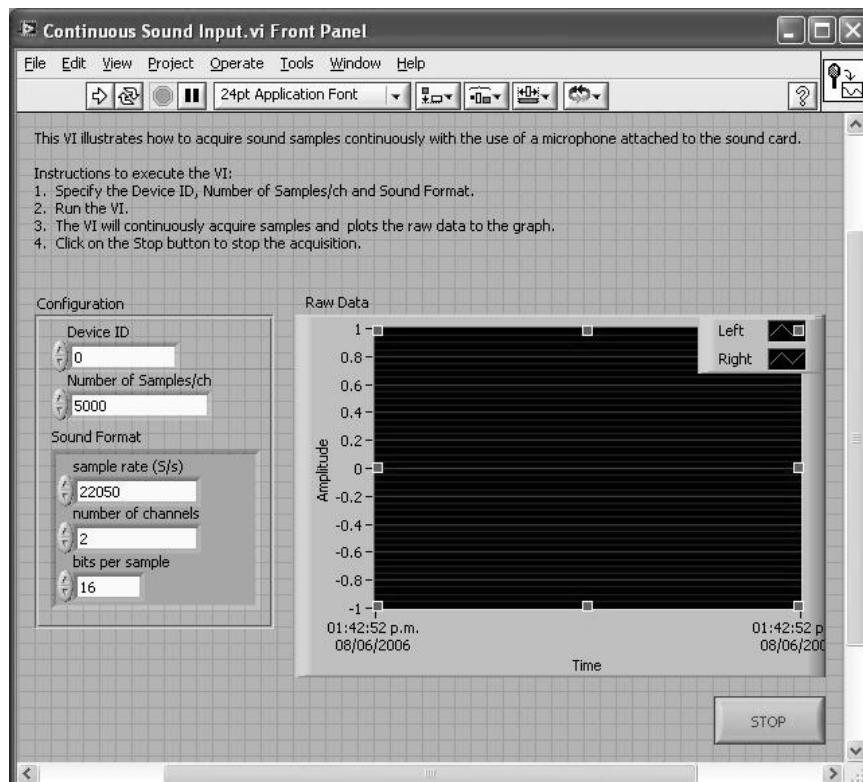 Continuous Sound Input.vi Front Panel
File Edit View Project Operate Tools Window Help
24pt Application Font
?
This VI illustrates how to acquire sound samples continuously with the use of a microphone attached to the sound card.
Instructions to execute the VI:
1. Specify the Device ID, Number of Samples/ch and Sound Format.
2. Run the VI.
3. The VI will continuously acquire samples and plots the raw data to the graph.
4. Click on the Stop button to stop the acquisition.
Configuration
Device ID
0
Number of Samples/ch
5000
Sound Format
sample rate (S/s)
22050
number of channels
2
bits per sample
16
Raw Data
Left
Right
Amplitude
1
0.8
0.6
0.4
0.2
0
-0.2
-0.4
-0.6
-0.8
-1
01:42:52 p.m.
08/06/2006
01:42:52 p
08/06/200
Time
STOP